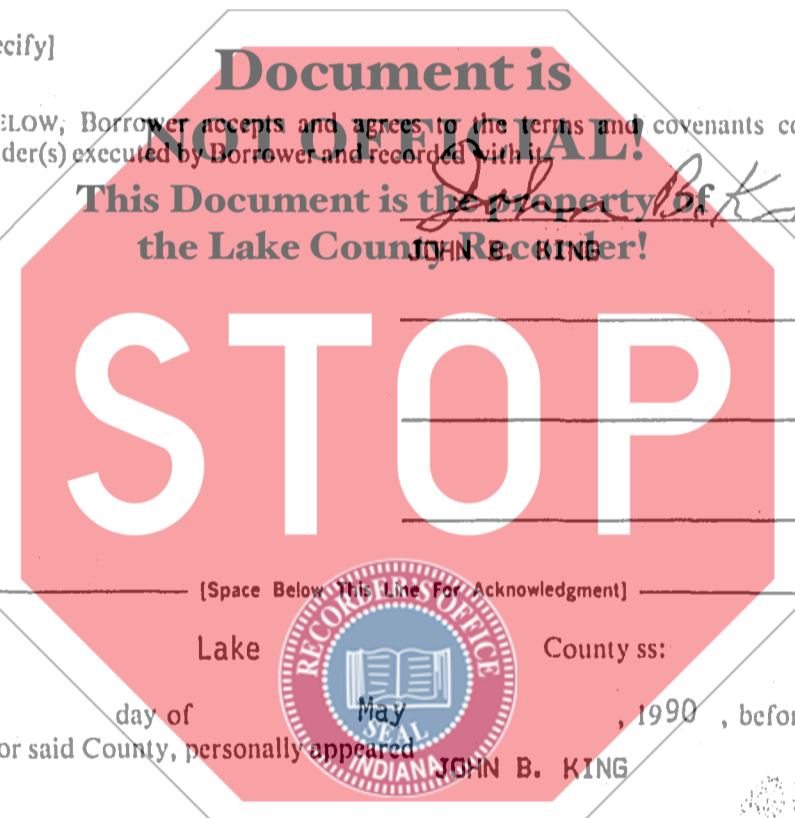 ecify]
Document is
ELOW, Borrower accepts and agrees to the terms and covenants co
NOT OFFICIAL!
der(s) executed by Borrower and recorded with it.
This Document is the property of
John B. K
the Lake County Recorder!
JOHN B. KING
STOP
[Space Below This Line For Acknowledgment]
RECORDER'S OFFICE
Lake County ss:
day of May , 1990 , befor
SEAL
or said County, personally appeared
INDIANA
JOHN B. KING